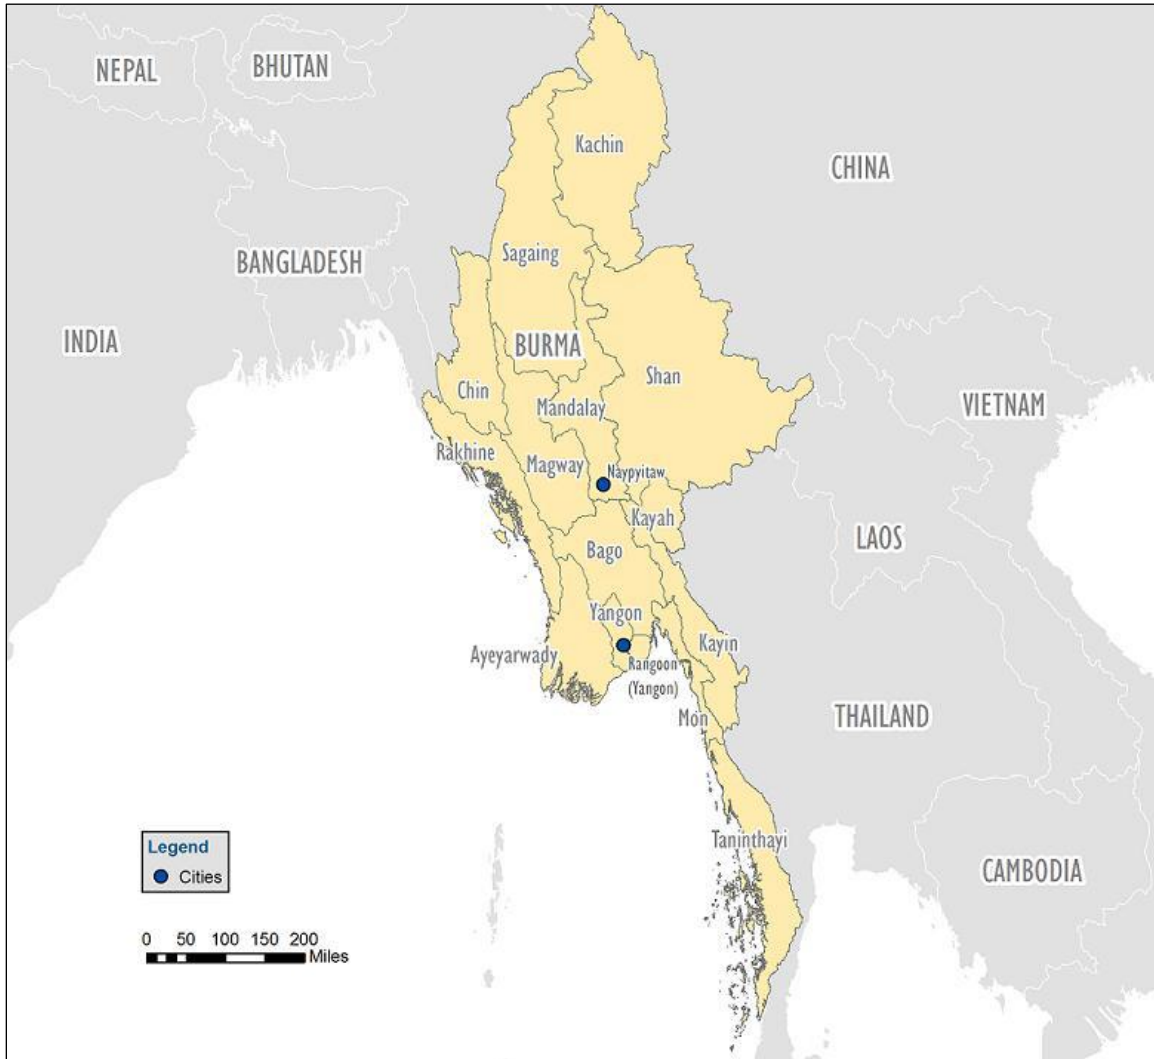 NEPAL
BHUTAN
Kachin
CHINA
Sagaing
BANGLADESH
INDIA
BURMA
Shan
Chin
Mandalay
VIETNAM
Rakhine
Magway
Naypyitaw
Kayah
LAOS
Bago
Yangon
Kayin
Ayeyarwady
Rangoon
(Yangon)
Mon
THAILAND
Taninthayi
Legend
Cities
CAMBODIA
0 50 100 150 200
Miles